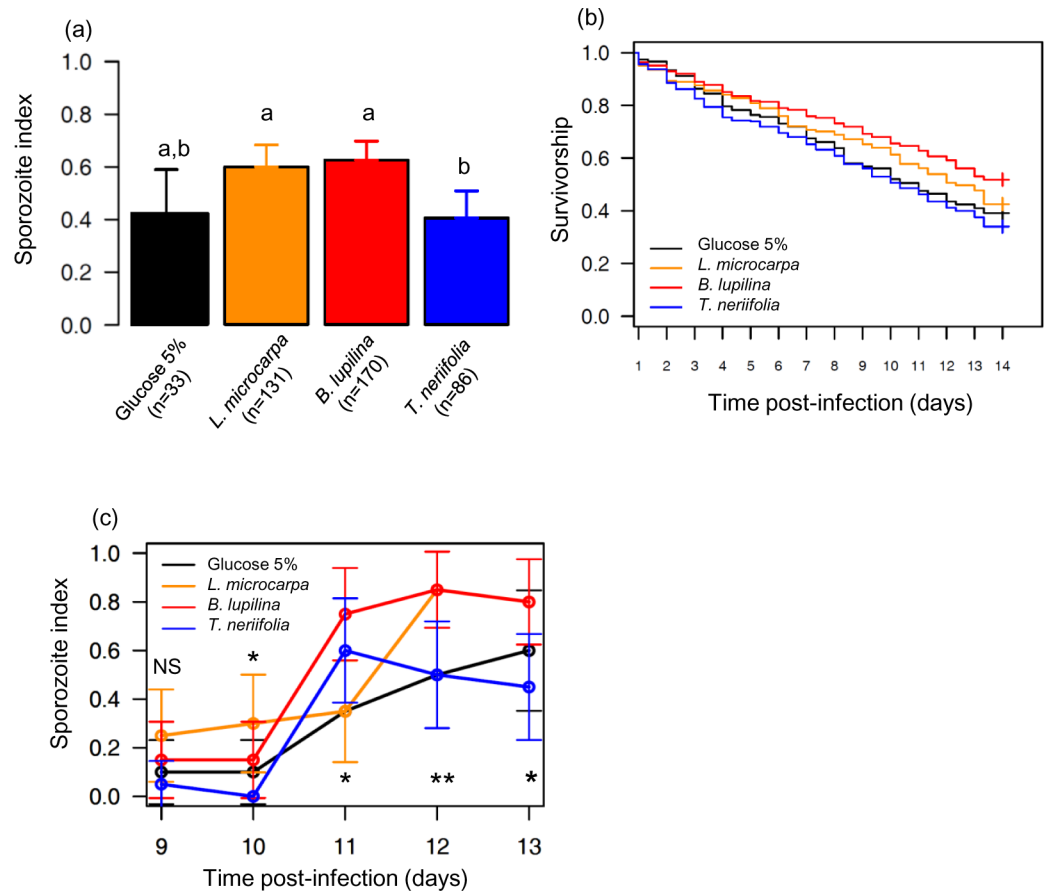 (a)
Sporozoite index
1.0
0.8
0.6
0.4
0.2
0.0
a,b
a
a
b
Glucose 5%
(n=33)
L. microcarpa
(n=131)
B. lupilina
(n=170)
T. neriifolia
(n=86)
(b)
Survivorship
1.0
0.8
0.6
0.4
0.2
0.0
Glucose 5%
L. microcarpa
B. lupilina
T. neriifolia
1 2 3 4 5 6 7 8 9 10 11 12 13 14
Time post-infection (days)
(c)
Sporozoite index
1.0
0.8
0.6
0.4
0.2
0.0
Glucose 5%
L. microcarpa
B. lupilina
T. neriifolia
NS
*
*
**
*
9 10 11 12 13
Time post-infection (days)